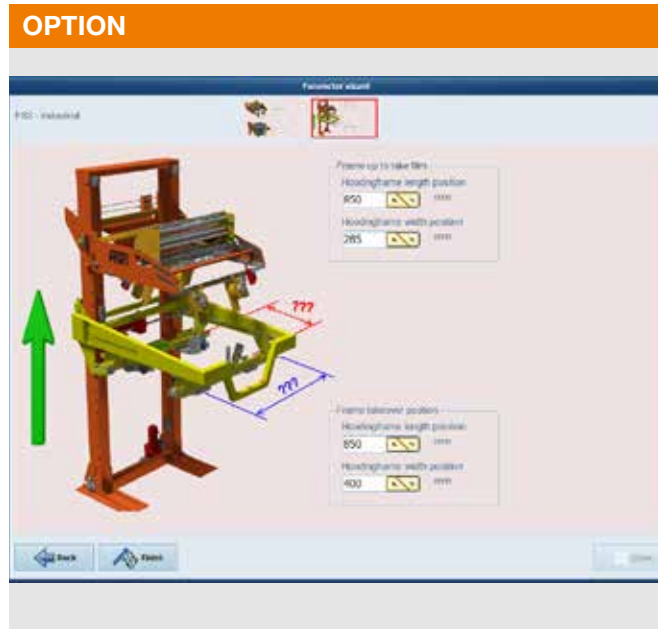 OPTION
Parameter wizard
Frame up to take film
Hoodingframe length position
850 mm
Hoodingframe width position
285 mm
???
???
Frame takeover position
Hoodingframe length position
850 mm
Hoodingframe width position
400 mm
Back Finish